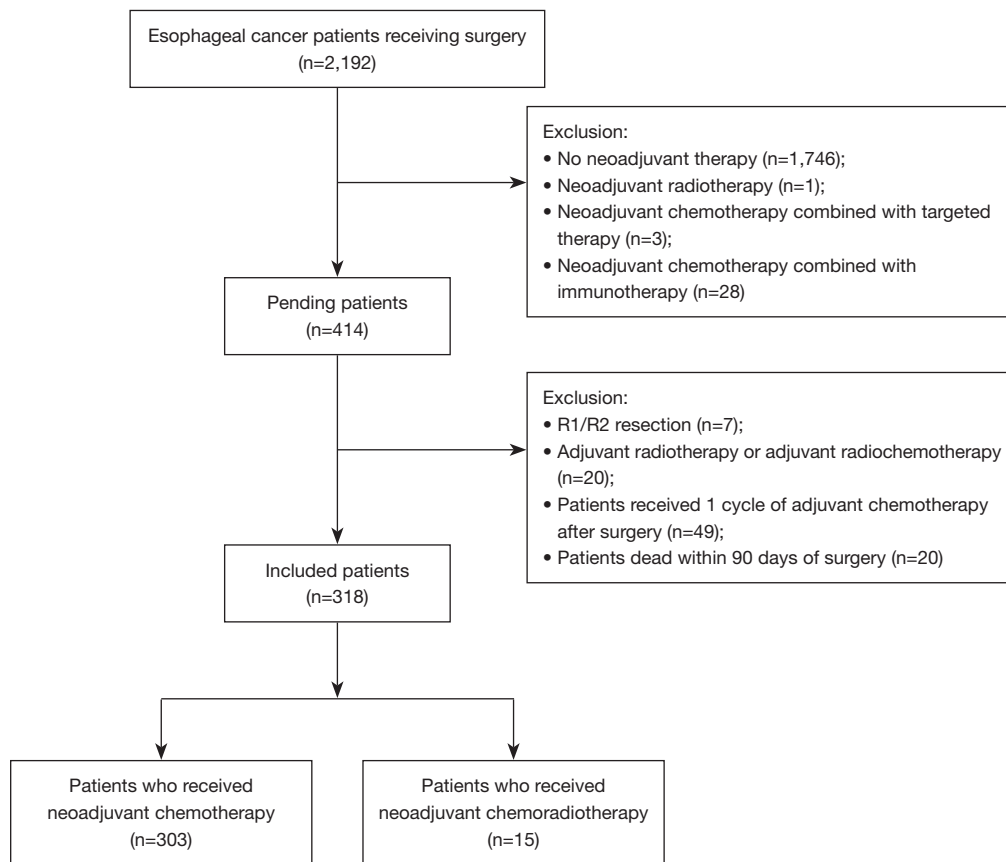 Esophageal cancer patients receiving surgery
(n=2,192)
Exclusion:
• No neoadjuvant therapy (n=1,746);
• Neoadjuvant radiotherapy (n=1);
• Neoadjuvant chemotherapy combined with targeted
therapy (n=3);
• Neoadjuvant chemotherapy combined with
immunotherapy (n=28)
Pending patients
(n=414)
Exclusion:
• R1/R2 resection (n=7);
• Adjuvant radiotherapy or adjuvant radiochemotherapy
(n=20);
• Patients received 1 cycle of adjuvant chemotherapy
after surgery (n=49);
• Patients dead within 90 days of surgery (n=20)
Included patients
(n=318)
Patients who received
neoadjuvant chemotherapy
(n=303)
Patients who received
neoadjuvant chemoradiotherapy
(n=15)